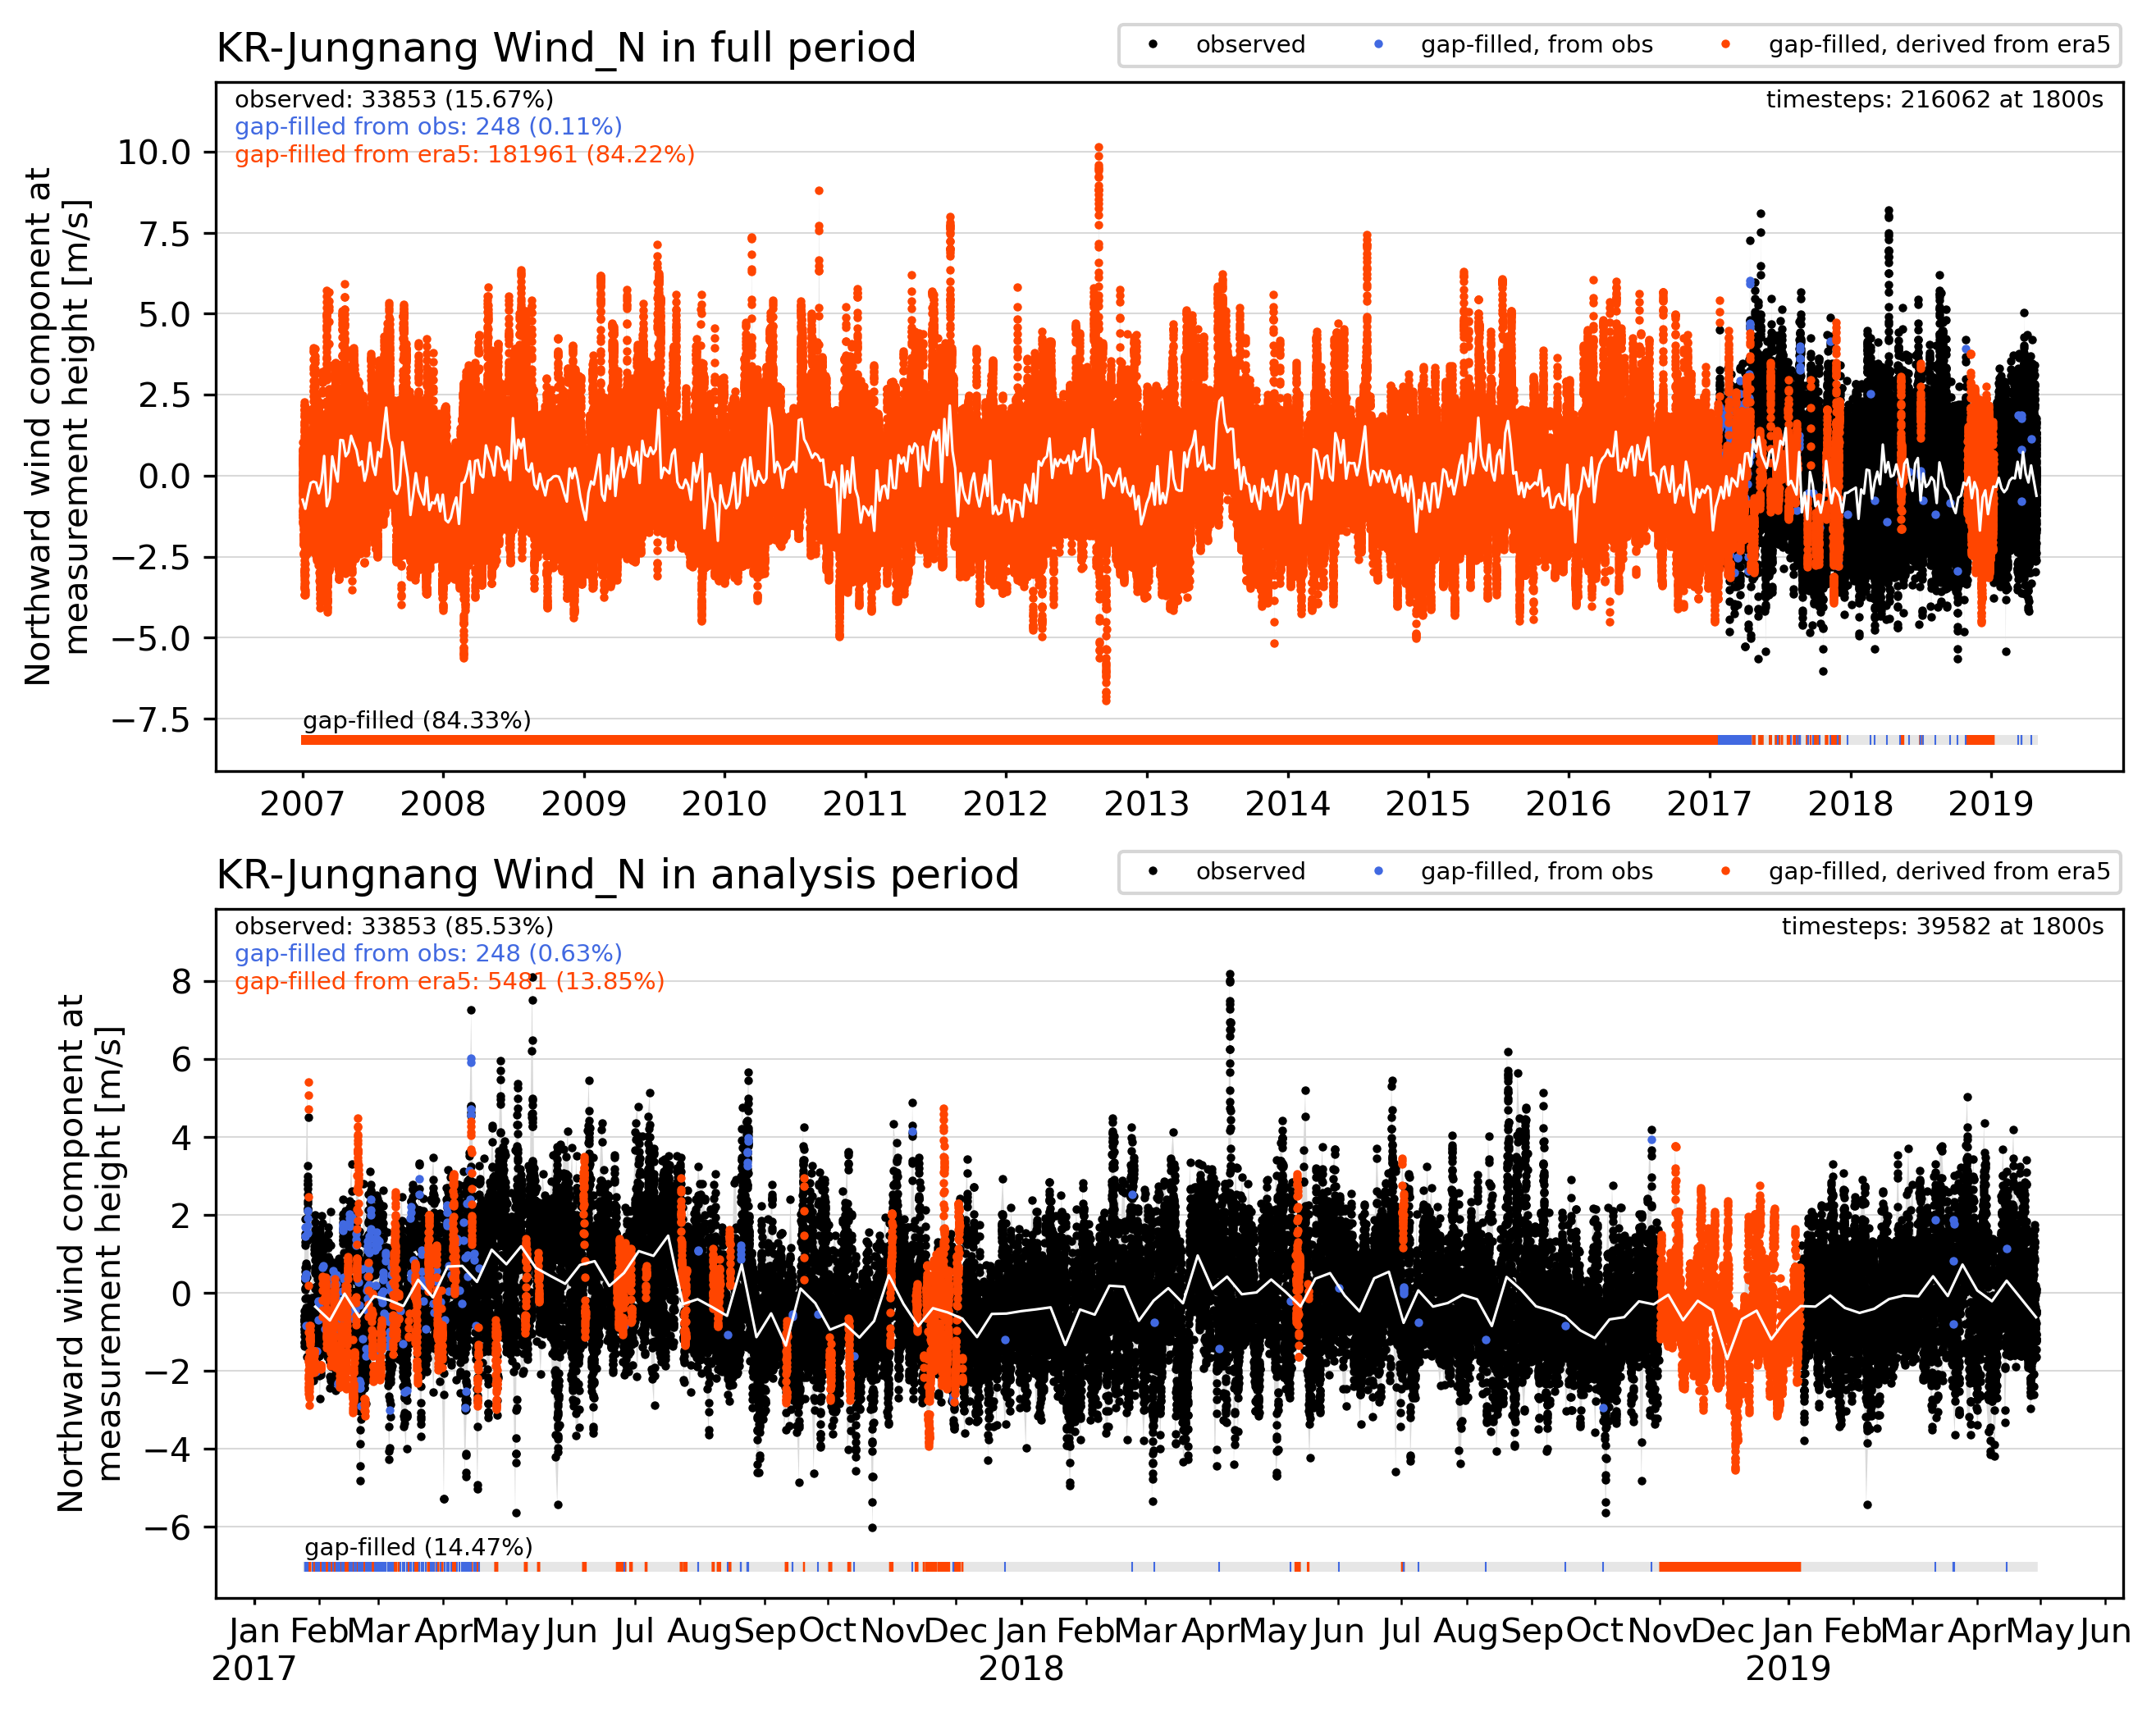 KR-Jungnang Wind_N in full period
observed
gap-filled, from obs
gap-filled, derived from era5
observed: 33853 (15.67%)
timesteps: 216062 at 1800s
gap-filled from obs: 248 (0.11%)
gap-filled from era5: 181961 (84.22%)
Northward wind component at
measurement height [m/s]
10.0
7.5
5.0
2.5
0.0
−2.5
−5.0
−7.5
gap-filled (84.33%)
2007 2008 2009 2010 2011 2012 2013 2014 2015 2016 2017 2018 2019
KR-Jungnang Wind_N in analysis period
observed
gap-filled, from obs
gap-filled, derived from era5
observed: 33853 (85.53%)
timesteps: 39582 at 1800s
gap-filled from obs: 248 (0.63%)
gap-filled from era5: 5481 (13.85%)
Northward wind component at
measurement height [m/s]
8
6
4
2
0
−2
−4
−6
gap-filled (14.47%)
Jan Feb Mar Apr May Jun Jul Aug Sep Oct Nov Dec Jan Feb Mar Apr May Jun Jul Aug Sep Oct Nov Dec Jan Feb Mar Apr May Jun
2017 2018 2019